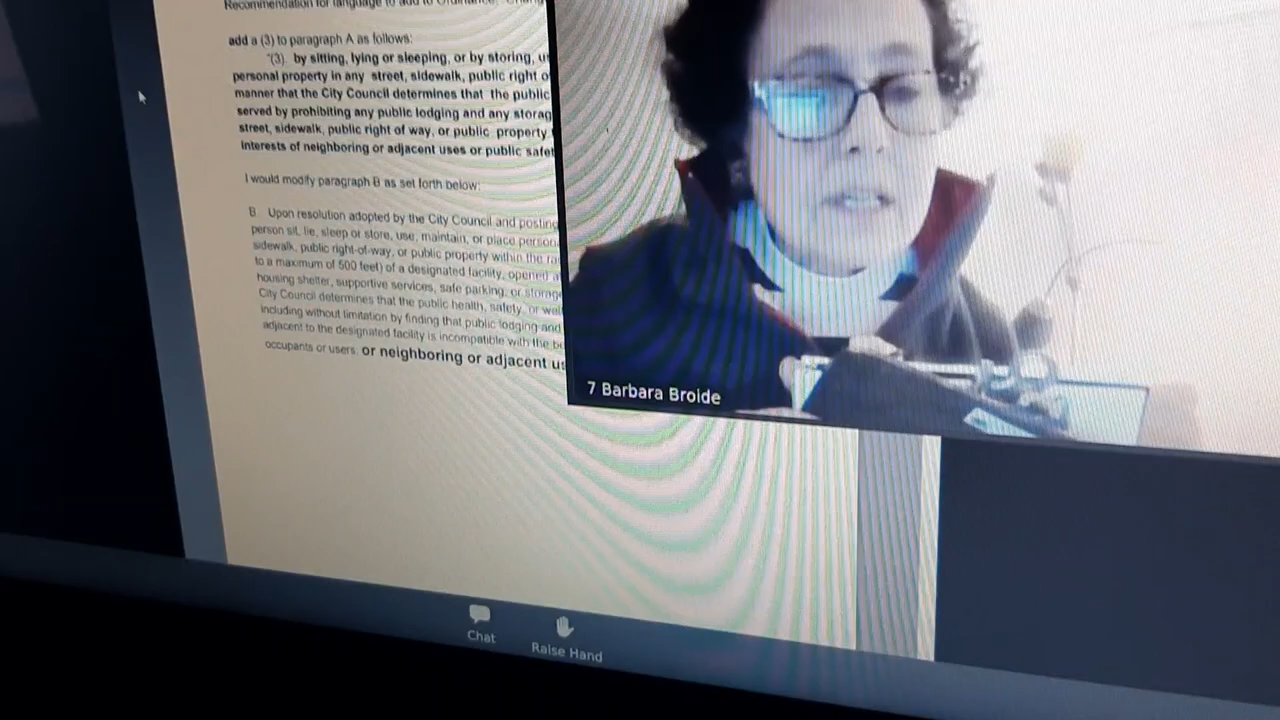 Recommendation for language to add to Ordinance.
add a (3) to paragraph A as follows:
"(3). by sitting, lying or sleeping, or by storing,
personal property in any street, sidewalk, public right
manner that the City Council determines that the public
served by prohibiting any public lodging and any
street, sidewalk, public right of way, or public property
interests of neighboring or adjacent uses or public
I would modify paragraph B as set forth below:
B. Upon resolution adopted by the City Council and posting
person sit, lie, sleep or store, use, maintain, or place
sidewalk, public right-of-way, or public property within the
to a maximum of 500 feet) of a designated facility, opened
housing shelter, supportive services, safe parking, or
City Council determines that the public health, safety, or
including without limitation by finding that public lodging and
adjacent to the designated facility is incompatible with the
occupants or users, or neighboring or adjacent
7 Barbara Broide
Chat
Raise Hand